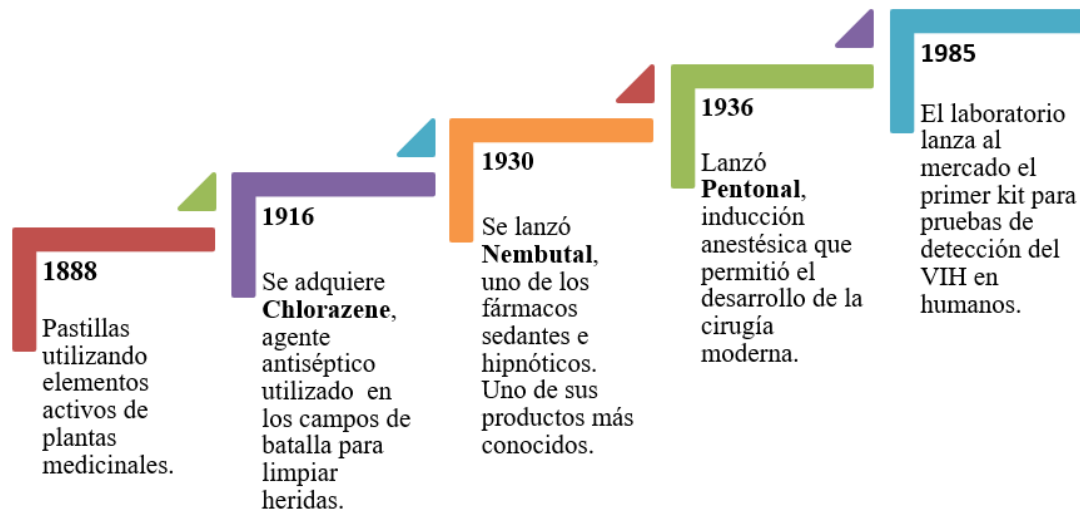 1888
Pastillas
utilizando
elementos
activos de
plantas
medicinales.
1916
Se adquiere
Chlorazene,
agente
antiséptico
utilizado en
los campos de
batalla para
limpiar
heridas.
1930
Se lanzó
Nembutal,
uno de los
fármacos
sedantes e
hipnóticos.
Uno de sus
productos más
conocidos.
1936
Lanzó
Pentonal,
inducción
anestésica que
permitió el
desarrollo de la
cirugía
moderna.
1985
El laboratorio
lanza al
mercado el
primer kit para
pruebas de
detección del
VIH en
humanos.